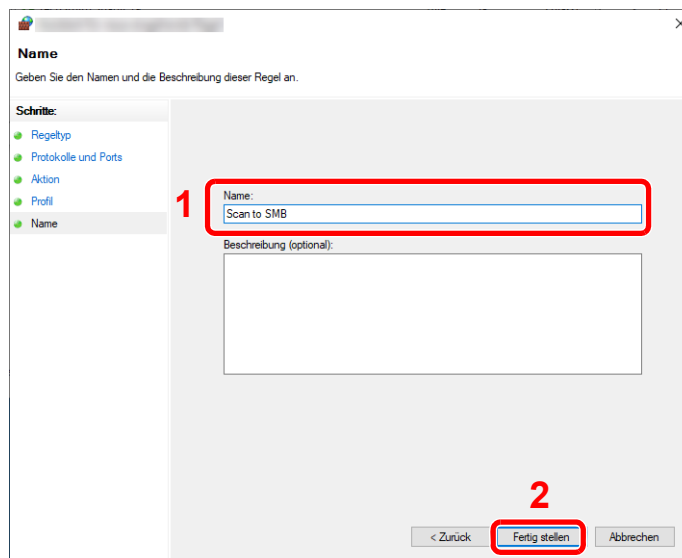 Name
Geben Sie den Namen und die Beschreibung dieser Regel an.
Schritte:
Regeltyp
Protokolle und Ports
Aktion
Profil
Name
1
Name:
Scan to SMB
Beschreibung (optional):
2
< Zurück
Fertig stellen
Abbrechen